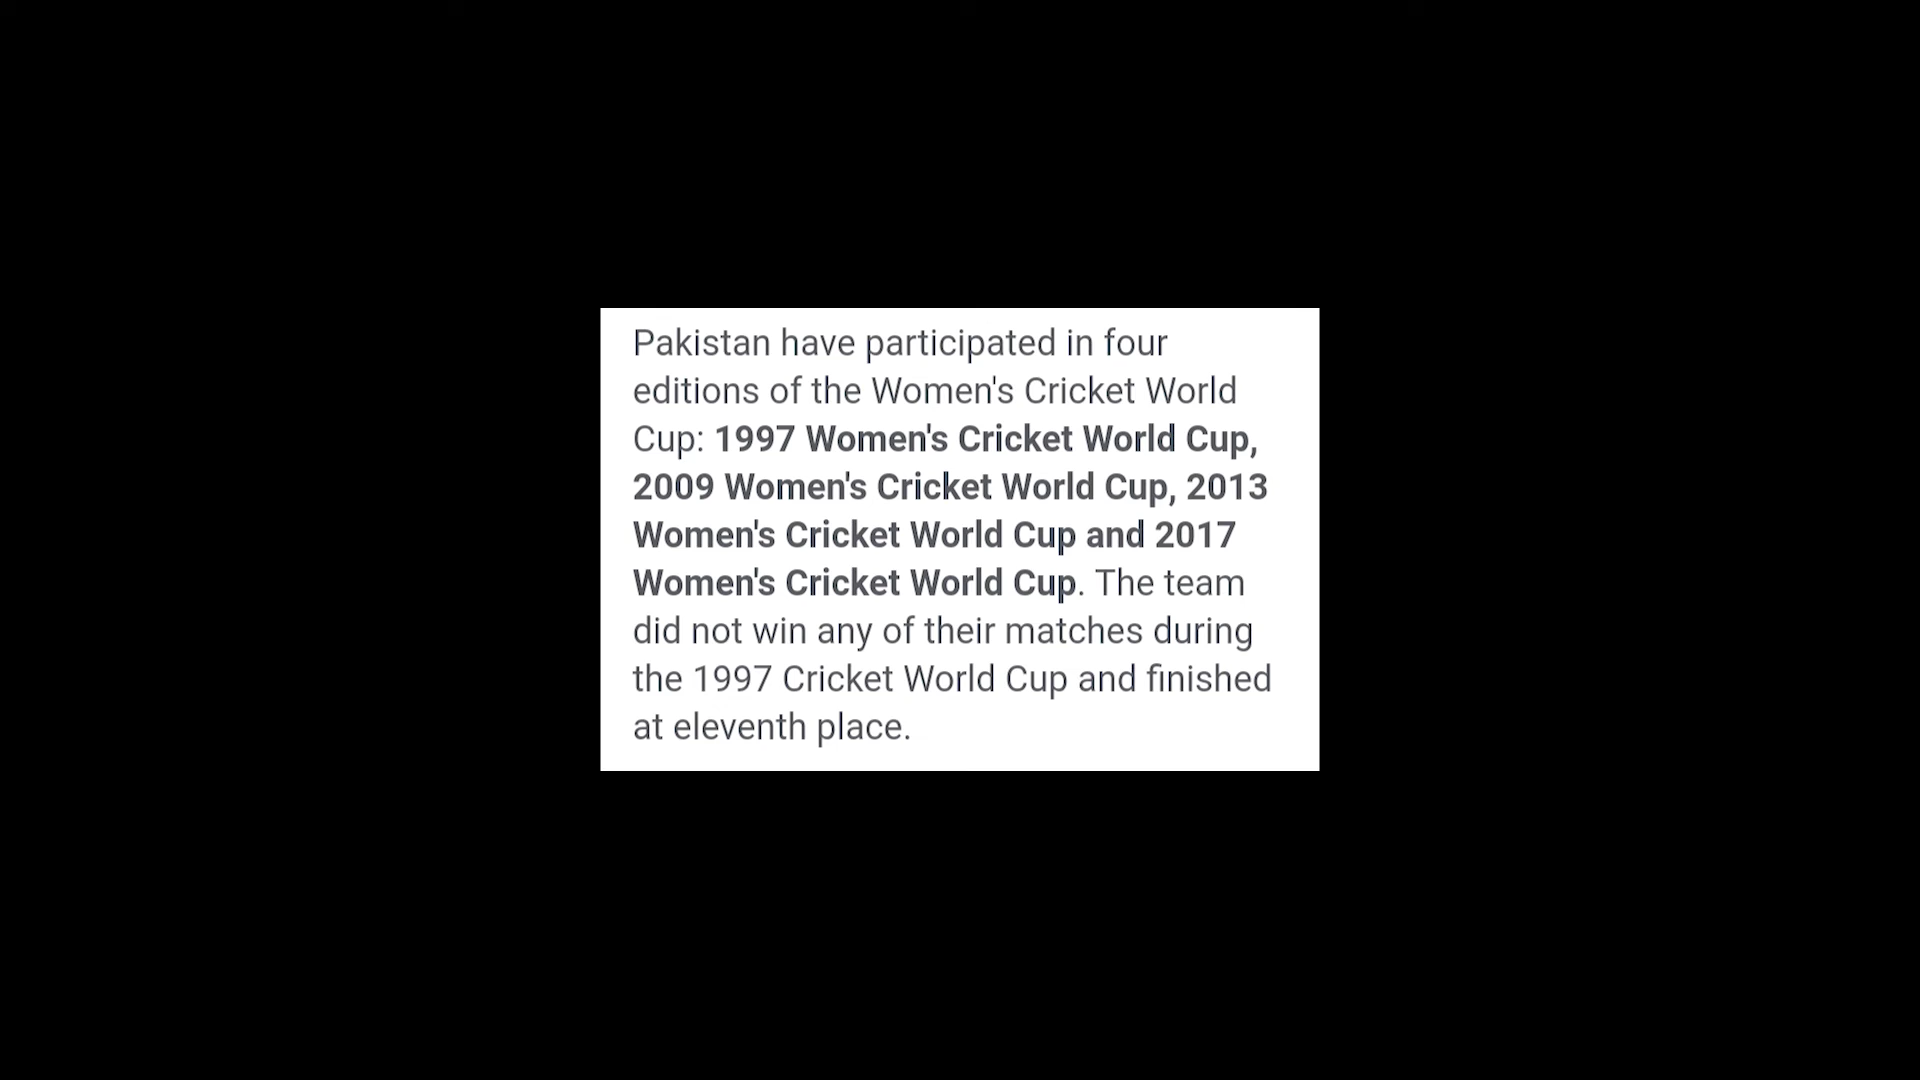 Pakistan have participated in four
editions of the Women's Cricket World
Cup: 1997 Women's Cricket World Cup,
2009 Women's Cricket World Cup, 2013
Women's Cricket World Cup and 2017
Women's Cricket World Cup. The team
did not win any of their matches during
the 1997 Cricket World Cup and finished
at eleventh place.